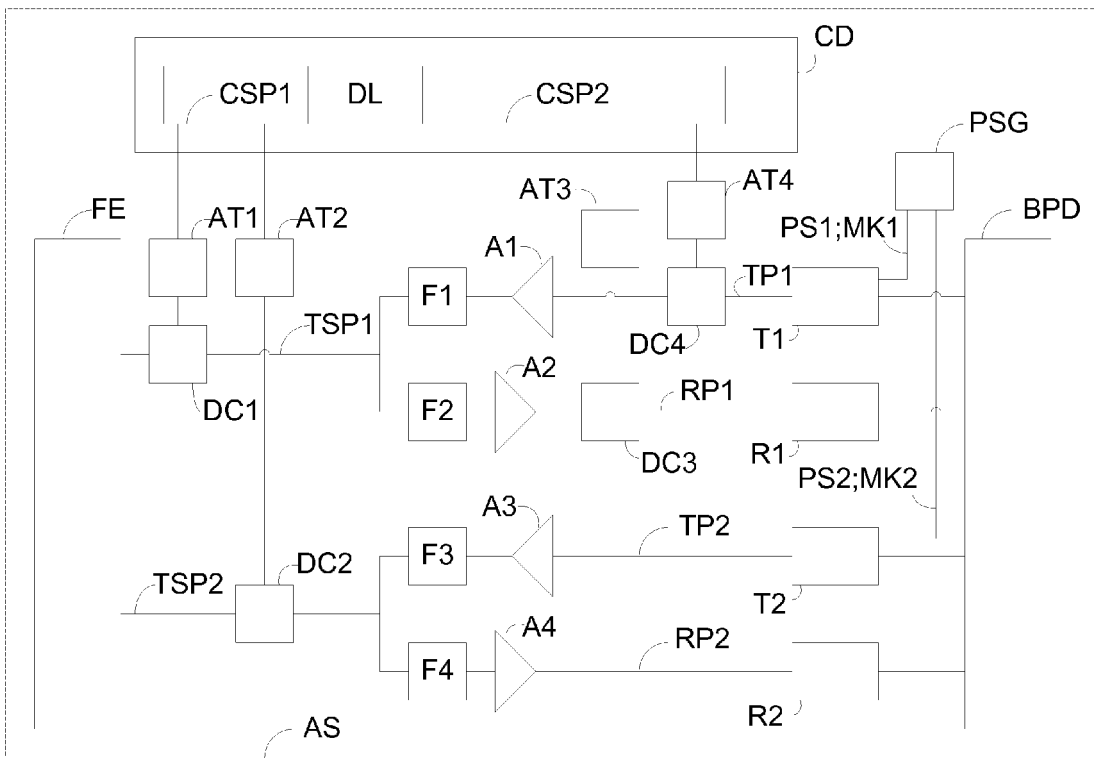 CD
CSP1
DL
CSP2
PSG
FE
AT1
AT2
AT3
AT4
BPD
PS1;MK1
A1
TP1
F1
TSP1
DC4
T1
A2
DC1
F2
RP1
DC3
R1
PS2;MK2
A3
TP2
DC2
F3
TSP2
T2
A4
RP2
F4
R2
AS